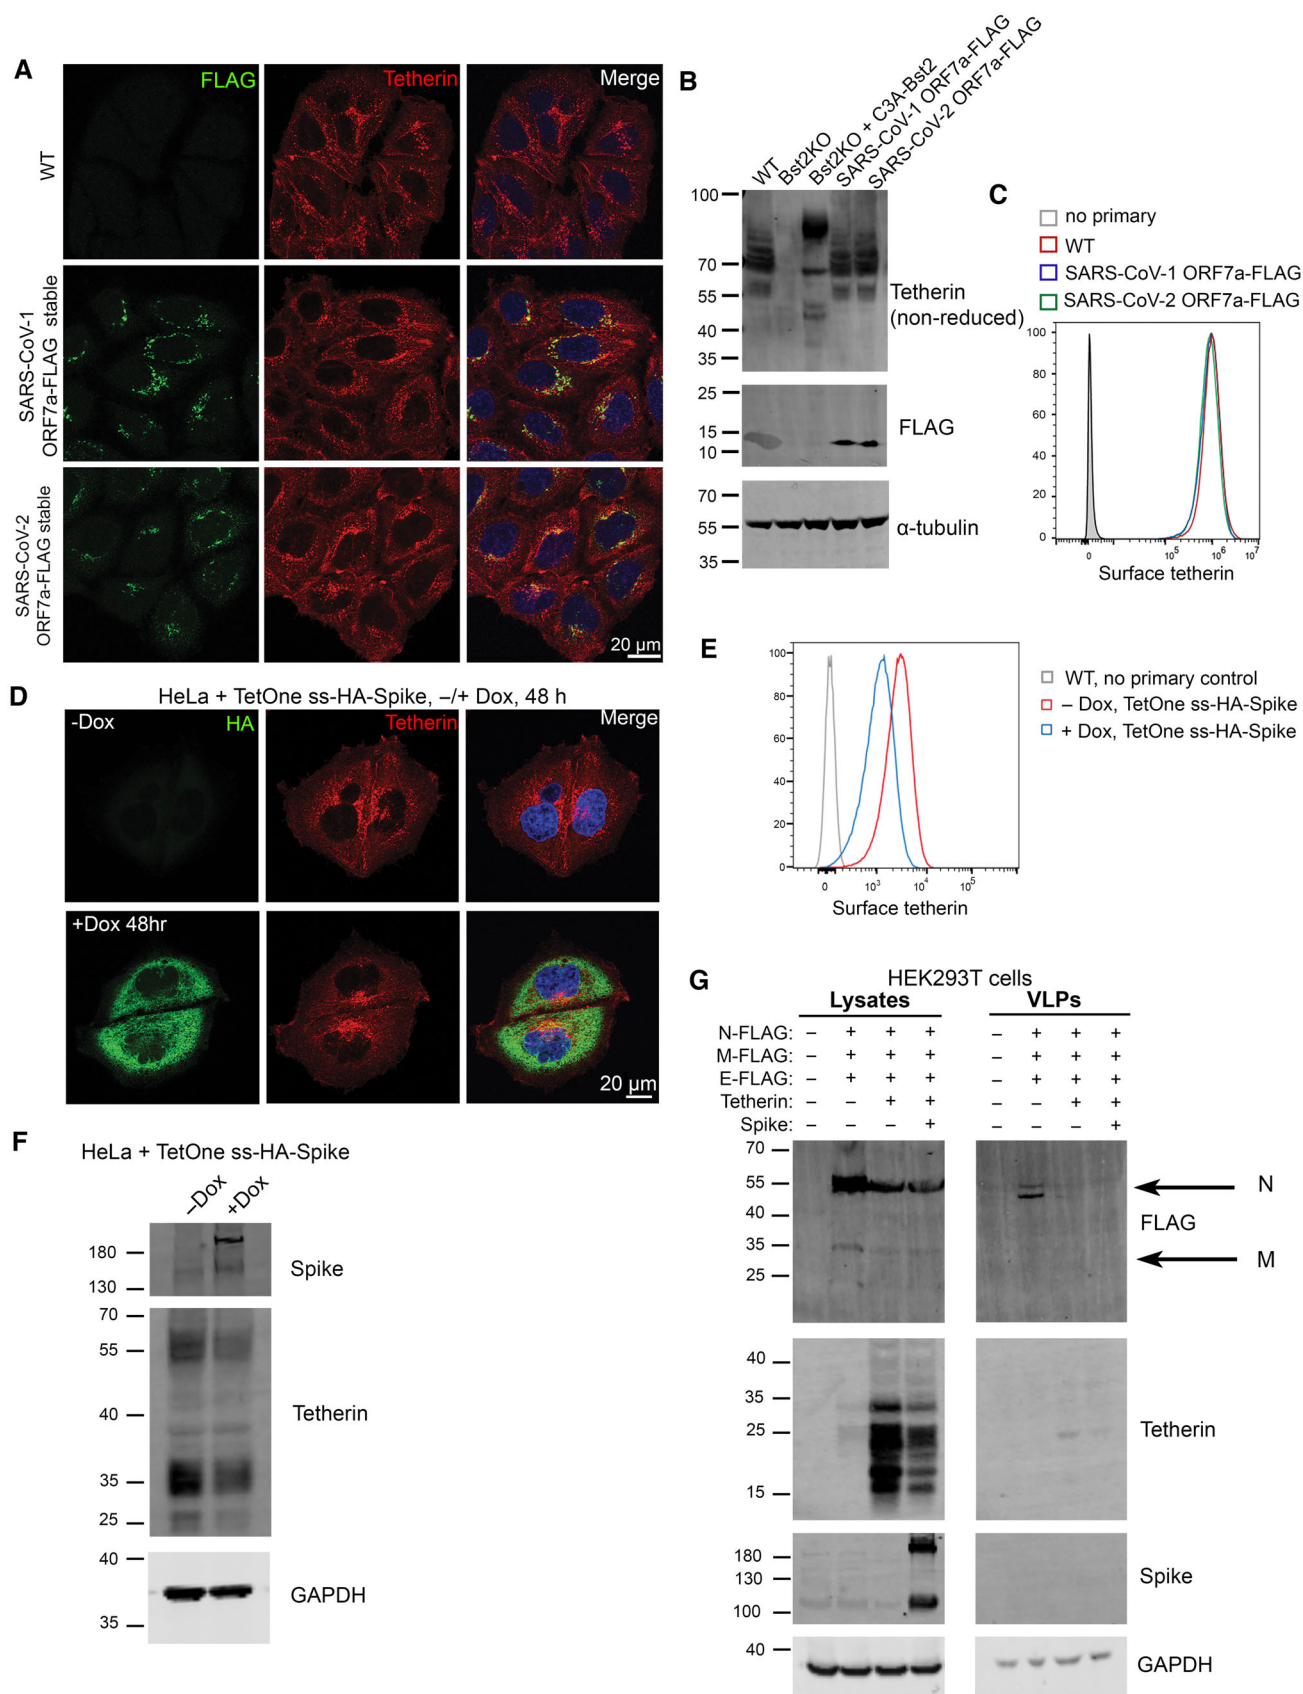 A
FLAG
Tetherin
Merge
WT
SARS-CoV-1
ORF7a-FLAG stable
SARS-CoV-2
ORF7a-FLAG stable
20 µm
B
WT
Bst2KO
Bst2KO + C3A-Bst2
SARS-CoV-1 ORF7a-FLAG
SARS-CoV-2 ORF7a-FLAG
100
70
55
40
35
Tetherin
(non-reduced)
25
15
10
FLAG
70
55
35
α-tubulin
C
no primary
WT
SARS-CoV-1 ORF7a-FLAG
SARS-CoV-2 ORF7a-FLAG
100
80
60
40
20
0
0 10^5 10^6 10^7
Surface tetherin
D
HeLa + TetOne ss-HA-Spike, –/+ Dox, 48 h
-Dox
HA
Tetherin
Merge
+Dox 48hr
20 µm
E
100
80
60
40
20
0
0 10^3 10^4 10^5
Surface tetherin
WT, no primary control
– Dox, TetOne ss-HA-Spike
+ Dox, TetOne ss-HA-Spike
F
HeLa + TetOne ss-HA-Spike
–Dox
+Dox
180
130
Spike
70
55
40
35
25
Tetherin
40
35
GAPDH
G
HEK293T cells
Lysates VLPs
N-FLAG: – + + + – + + +
M-FLAG: – + + + – + + +
E-FLAG: – + + + – + + +
Tetherin: – – + + – – + +
Spike: – – – + – – – +
70
55
40
35
25
N
FLAG
M
40
35
25
15
Tetherin
180
130
100
Spike
40
GAPDH